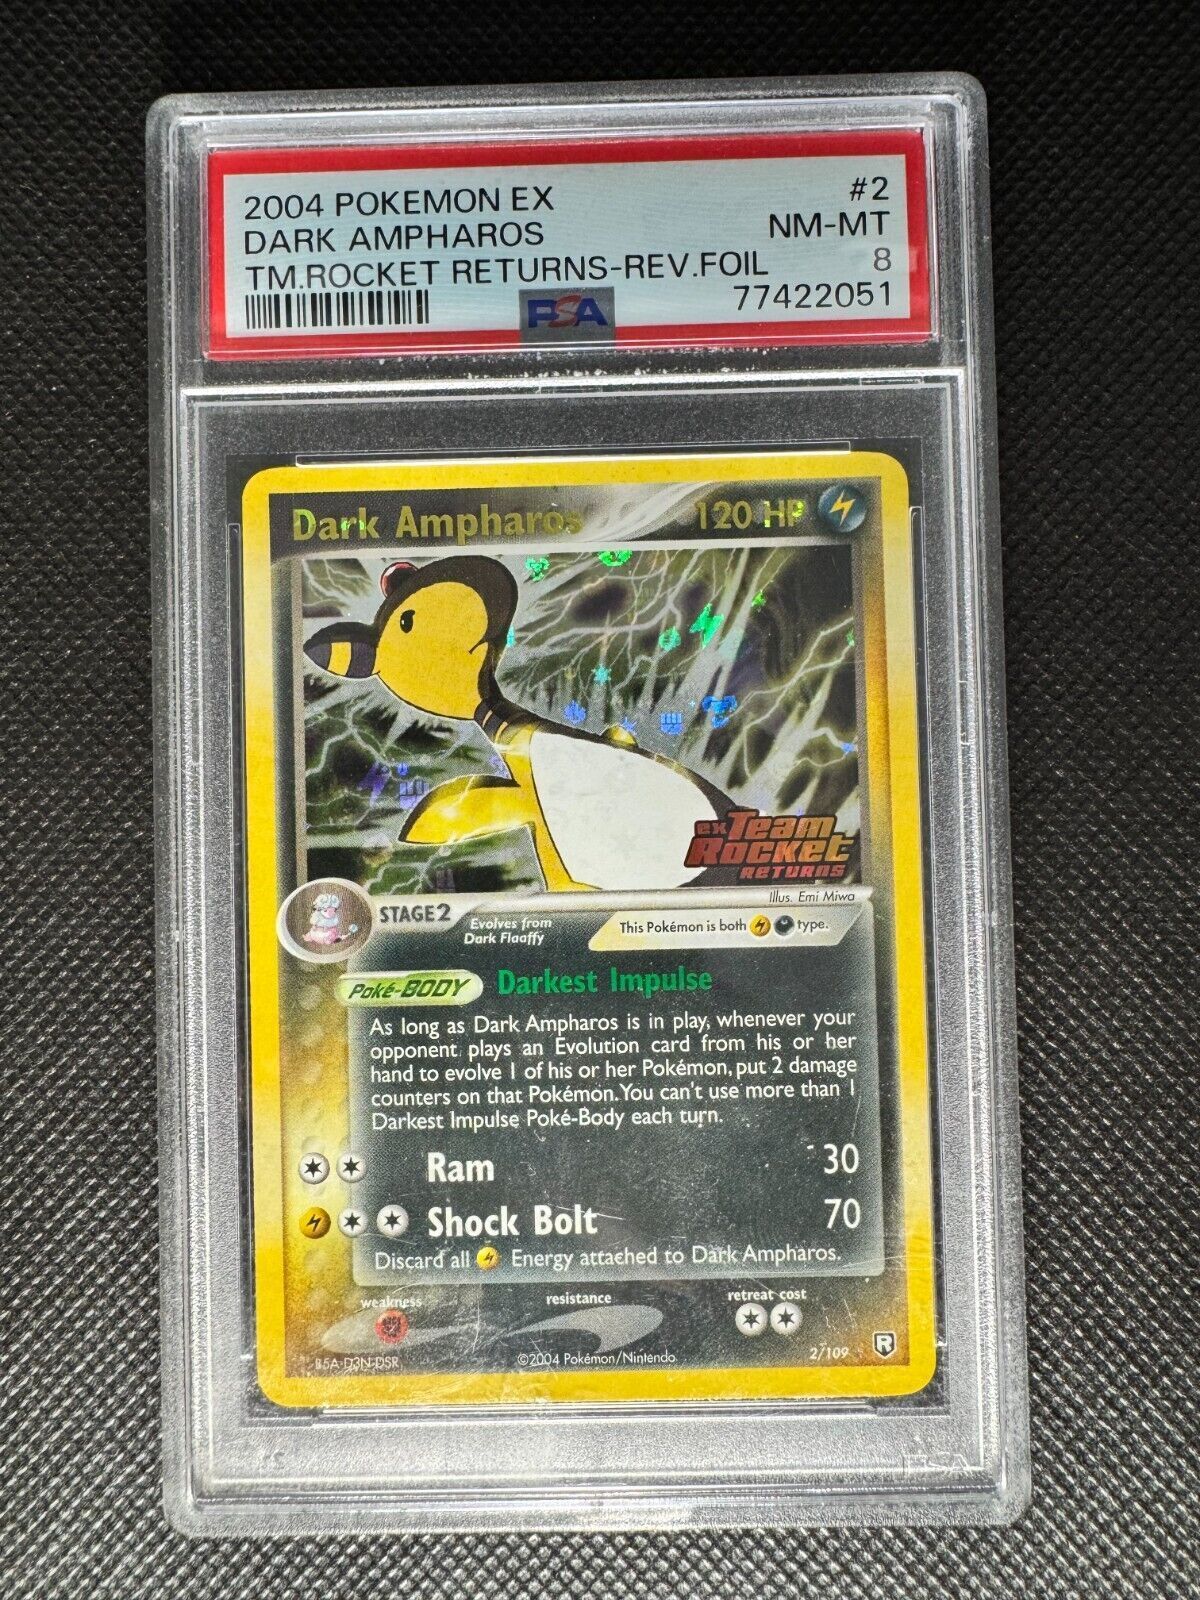 2004 POKEMON EX #2
DARK AMPHAROS NM-MT
TM.ROCKET RETURNS-REV.FOIL 8
PSA 77422051
Dark Ampharos 120 HP
ex Team
Rocket
RETURNS
Illus. Emi Miwa
STAGE2
Evolves from
Dark Flaaffy
This Pokémon is both type.
Poké-BODY Darkest Impulse
As long as Dark Ampharos is in play, whenever your
opponent plays an Evolution card from his or her
hand to evolve 1 of his or her Pokémon, put 2 damage
counters on that Pokémon. You can't use more than 1
Darkest Impulse Poké-Body each turn.
Ram 30
Shock Bolt 70
Discard all Energy attached to Dark Ampharos.
weakness resistance retreat cost
©2004 Pokémon/Nintendo 2/109 R
PSA